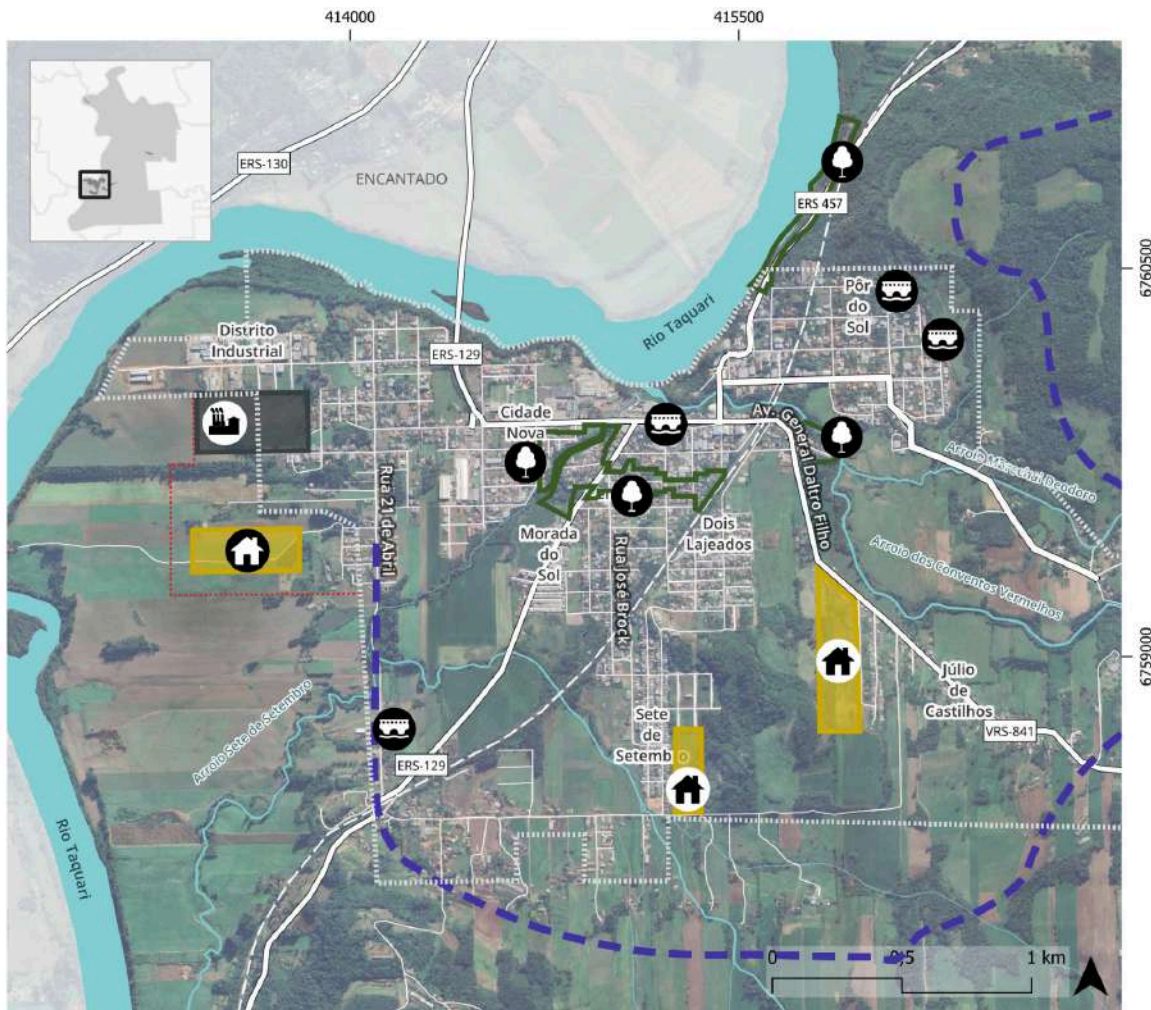 414000
415500
ERS-130
ENCANTADO
ERS 457
6760500
Pôr
do
Sol
Rio Taquari
Distrito
Industrial
ERS-129
Cidade
Nova
Av. General Daltro Filho
Arroio Marechal Deodoro
Rua 21 de Abril
Morada
do
Sol
Rua José Brock
Dois
Lajeados
Arroio dos Conventos Vermelhos
6759000
Arroio Sete de Setembro
Júlio
de
Castilhos
Sete
de
Setembro
VRS-841
ERS-129
Rio Taquari
0
0,5
1 km